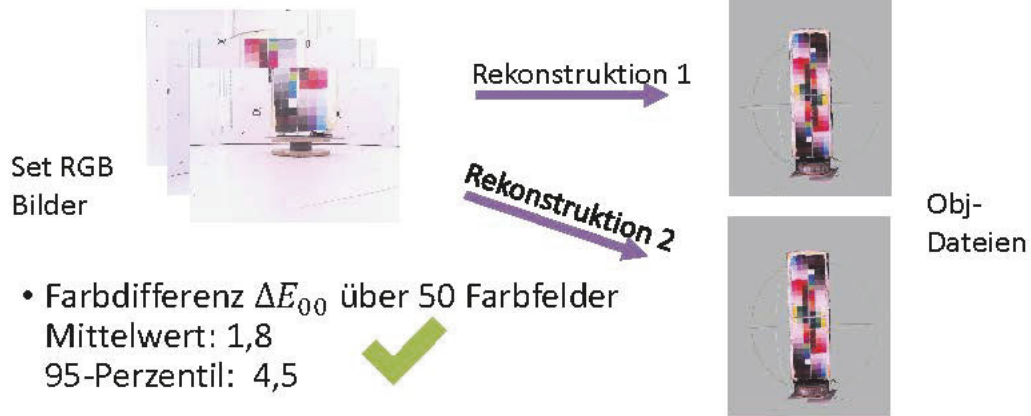 Rekonstruktion 1
Set RGB
Bilder
Rekonstruktion 2
Obj-
Dateien
• Farbdifferenz ΔE₀₀ über 50 Farbfelder
Mittelwert: 1,8
95-Perzentil: 4,5